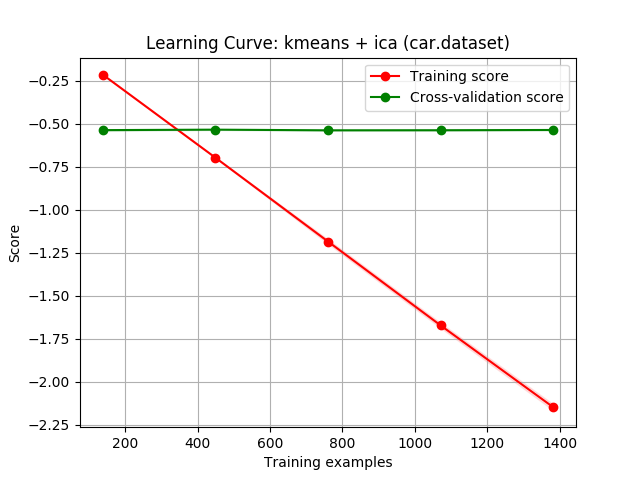 Learning Curve: kmeans + ica (car.dataset)
Training score
Cross-validation score
−0.25
−0.50
−0.75
−1.00
−1.25
−1.50
−1.75
−2.00
−2.25
Score
200 400 600 800 1000 1200 1400
Training examples